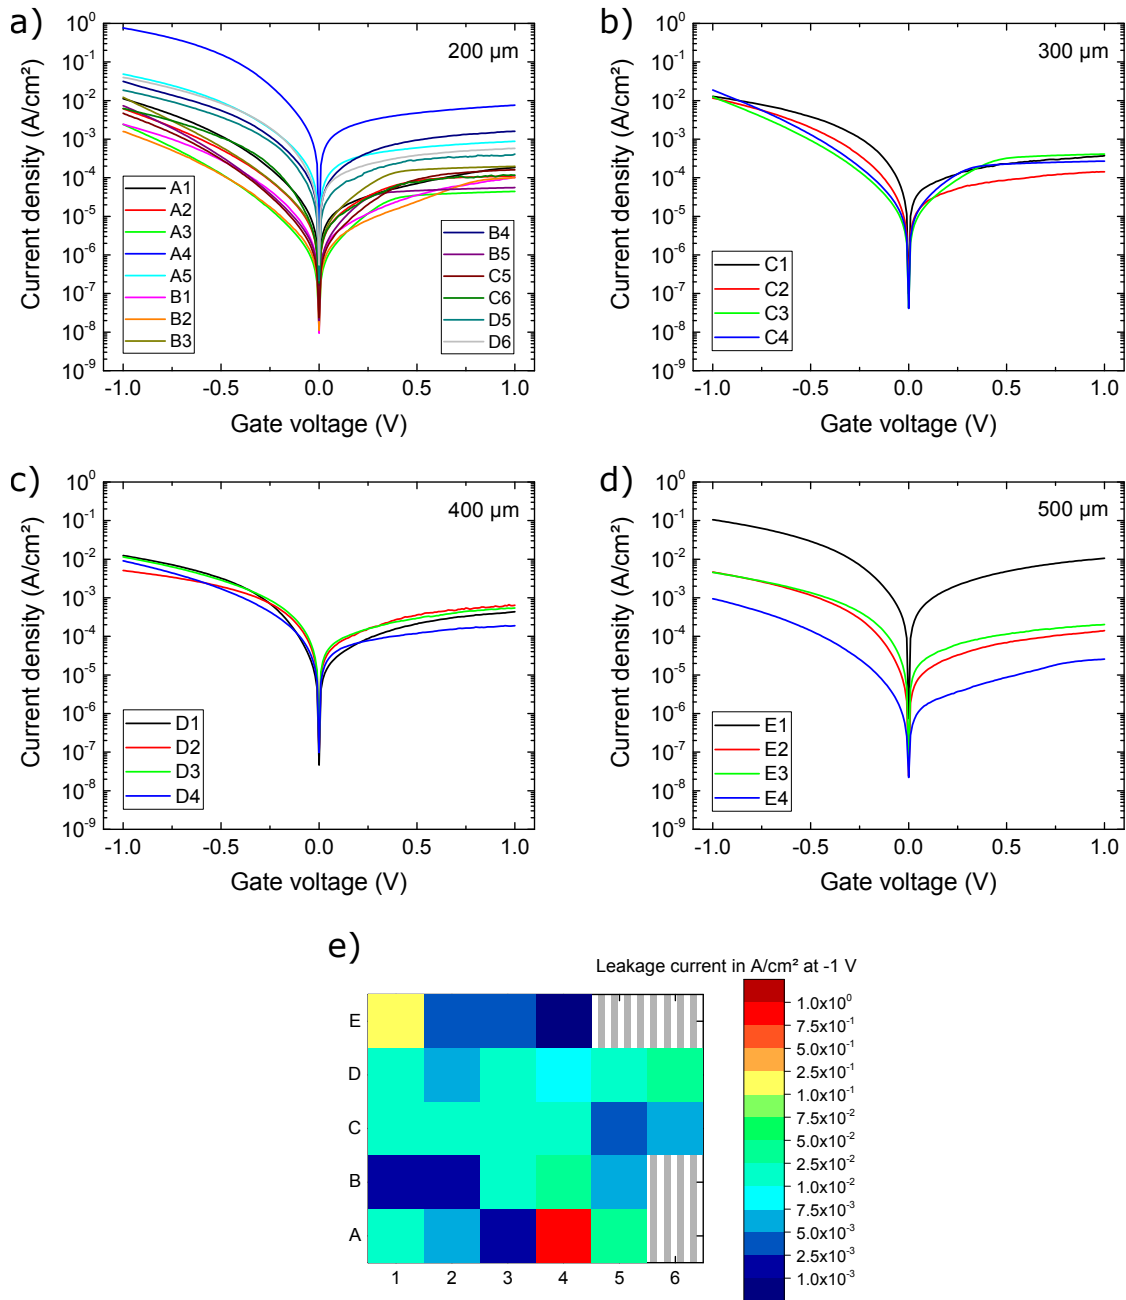 a)
10⁰
10⁻¹
10⁻²
10⁻³
10⁻⁴
10⁻⁵
10⁻⁶
10⁻⁷
10⁻⁸
10⁻⁹
Current density (A/cm²)
200 µm
A1
A2
A3
A4
A5
B1
B2
B3
B4
B5
C5
C6
D5
D6
-1.0 -0.5 0.0 0.5 1.0
Gate voltage (V)
b)
10⁰
10⁻¹
10⁻²
10⁻³
10⁻⁴
10⁻⁵
10⁻⁶
10⁻⁷
10⁻⁸
10⁻⁹
Current density (A/cm²)
300 µm
C1
C2
C3
C4
-1.0 -0.5 0.0 0.5 1.0
Gate voltage (V)
c)
10⁰
10⁻¹
10⁻²
10⁻³
10⁻⁴
10⁻⁵
10⁻⁶
10⁻⁷
10⁻⁸
10⁻⁹
Current density (A/cm²)
400 µm
D1
D2
D3
D4
-1.0 -0.5 0.0 0.5 1.0
Gate voltage (V)
d)
10⁰
10⁻¹
10⁻²
10⁻³
10⁻⁴
10⁻⁵
10⁻⁶
10⁻⁷
10⁻⁸
10⁻⁹
Current density (A/cm²)
500 µm
E1
E2
E3
E4
-1.0 -0.5 0.0 0.5 1.0
Gate voltage (V)
e)
Leakage current in A/cm² at -1 V
E
D
C
B
A
1 2 3 4 5 6
1.0x10⁰
7.5x10⁻¹
5.0x10⁻¹
2.5x10⁻¹
1.0x10⁻¹
7.5x10⁻²
5.0x10⁻²
2.5x10⁻²
1.0x10⁻²
7.5x10⁻³
5.0x10⁻³
2.5x10⁻³
1.0x10⁻³